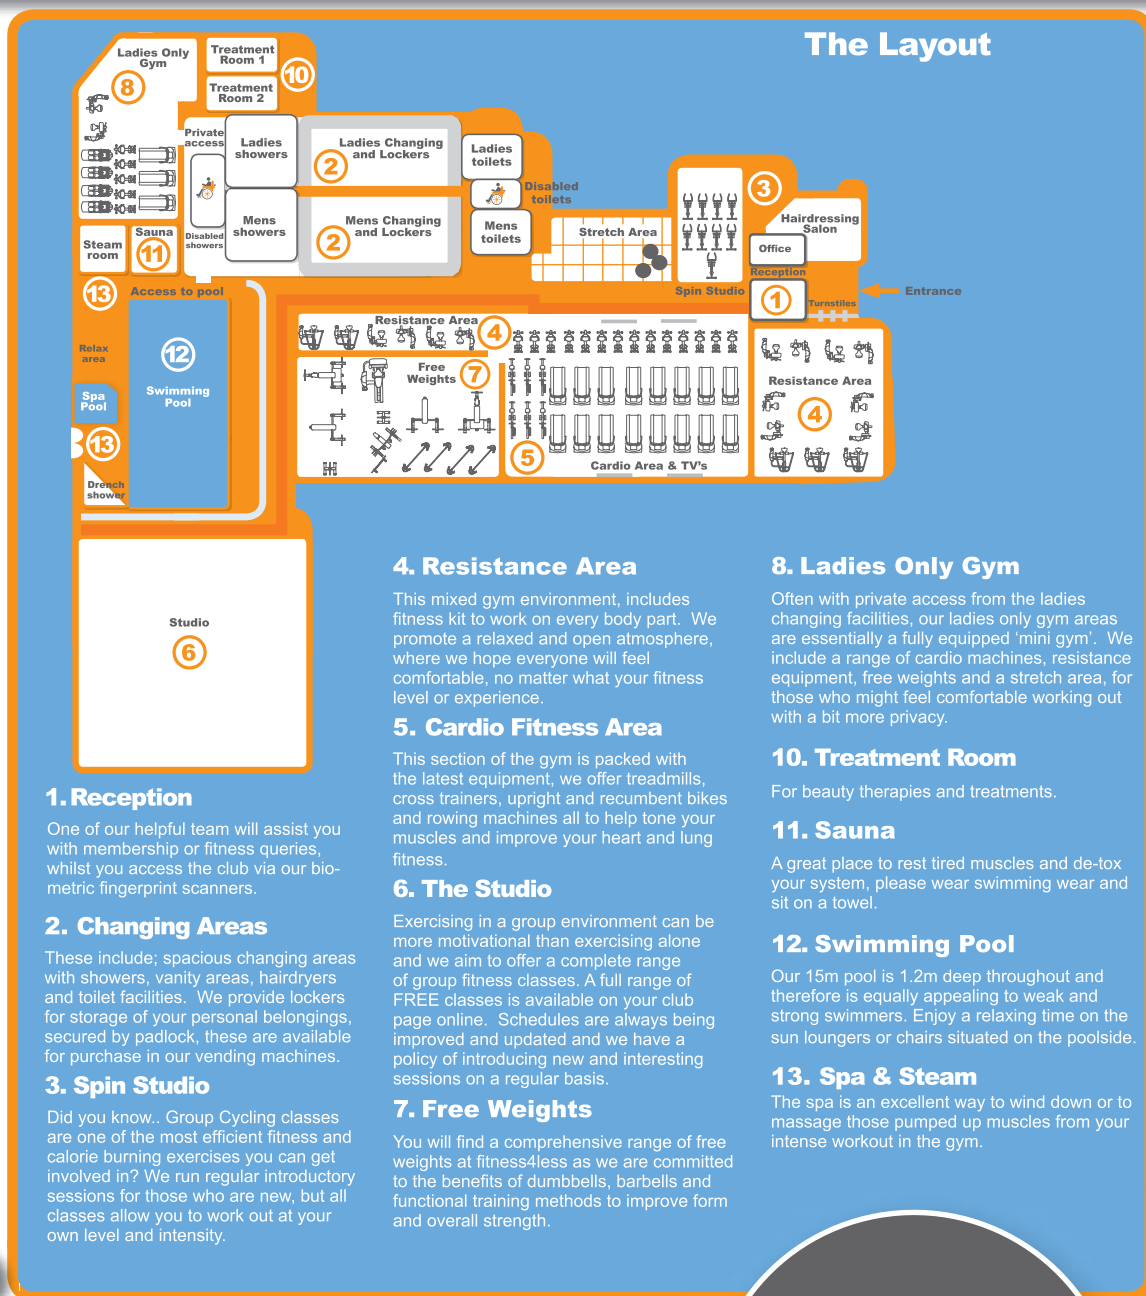 The Layout
Ladies Only
Gym
8
Treatment
Room 1
Treatment
Room 2
10
Private
access
Ladies
showers
2
Ladies Changing
and Lockers
Ladies
toilets
Disabled
toilets
Mens
showers
Mens Changing
and Lockers
2
Mens
toilets
Disabled
showers
Steam
room
Sauna
11
Stretch Area
3
Hairdressing
Salon
Office
Reception
1
Spin Studio
Turnstiles
Entrance
13
Access to pool
Relax
area
12
Swimming
Pool
Spa
Pool
13
Drench
shower
Resistance Area
4
Free
Weights
7
5
Cardio Area & TV's
Resistance Area
4
Studio
6
1. Reception
One of our helpful team will assist you
with membership or fitness queries,
whilst you access the club via our bio-
metric fingerprint scanners.
2. Changing Areas
These include; spacious changing areas
with showers, vanity areas, hairdryers
and toilet facilities. We provide lockers
for storage of your personal belongings,
secured by padlock, these are available
for purchase in our vending machines.
3. Spin Studio
Did you know.. Group Cycling classes
are one of the most efficient fitness and
calorie burning exercises you can get
involved in? We run regular introductory
sessions for those who are new, but all
classes allow you to work out at your
own level and intensity.
4. Resistance Area
This mixed gym environment, includes
fitness kit to work on every body part. We
promote a relaxed and open atmosphere,
where we hope everyone will feel
comfortable, no matter what your fitness
level or experience.
5. Cardio Fitness Area
This section of the gym is packed with
the latest equipment, we offer treadmills,
cross trainers, upright and recumbent bikes
and rowing machines all to help tone your
muscles and improve your heart and lung
fitness.
6. The Studio
Exercising in a group environment can be
more motivational than exercising alone
and we aim to offer a complete range
of group fitness classes. A full range of
FREE classes is available on your club
page online. Schedules are always being
improved and updated and we have a
policy of introducing new and interesting
sessions on a regular basis.
7. Free Weights
You will find a comprehensive range of free
weights at fitness4less as we are committed
to the benefits of dumbbells, barbells and
functional training methods to improve form
and overall strength.
8. Ladies Only Gym
Often with private access from the ladies
changing facilities, our ladies only gym areas
are essentially a fully equipped 'mini gym'. We
include a range of cardio machines, resistance
equipment, free weights and a stretch area, for
those who might feel comfortable working out
with a bit more privacy.
10. Treatment Room
For beauty therapies and treatments.
11. Sauna
A great place to rest tired muscles and de-tox
your system, please wear swimming wear and
sit on a towel.
12. Swimming Pool
Our 15m pool is 1.2m deep throughout and
therefore is equally appealing to weak and
strong swimmers. Enjoy a relaxing time on the
sun loungers or chairs situated on the poolside.
13. Spa & Steam
The spa is an excellent way to wind down or to
massage those pumped up muscles from your
intense workout in the gym.